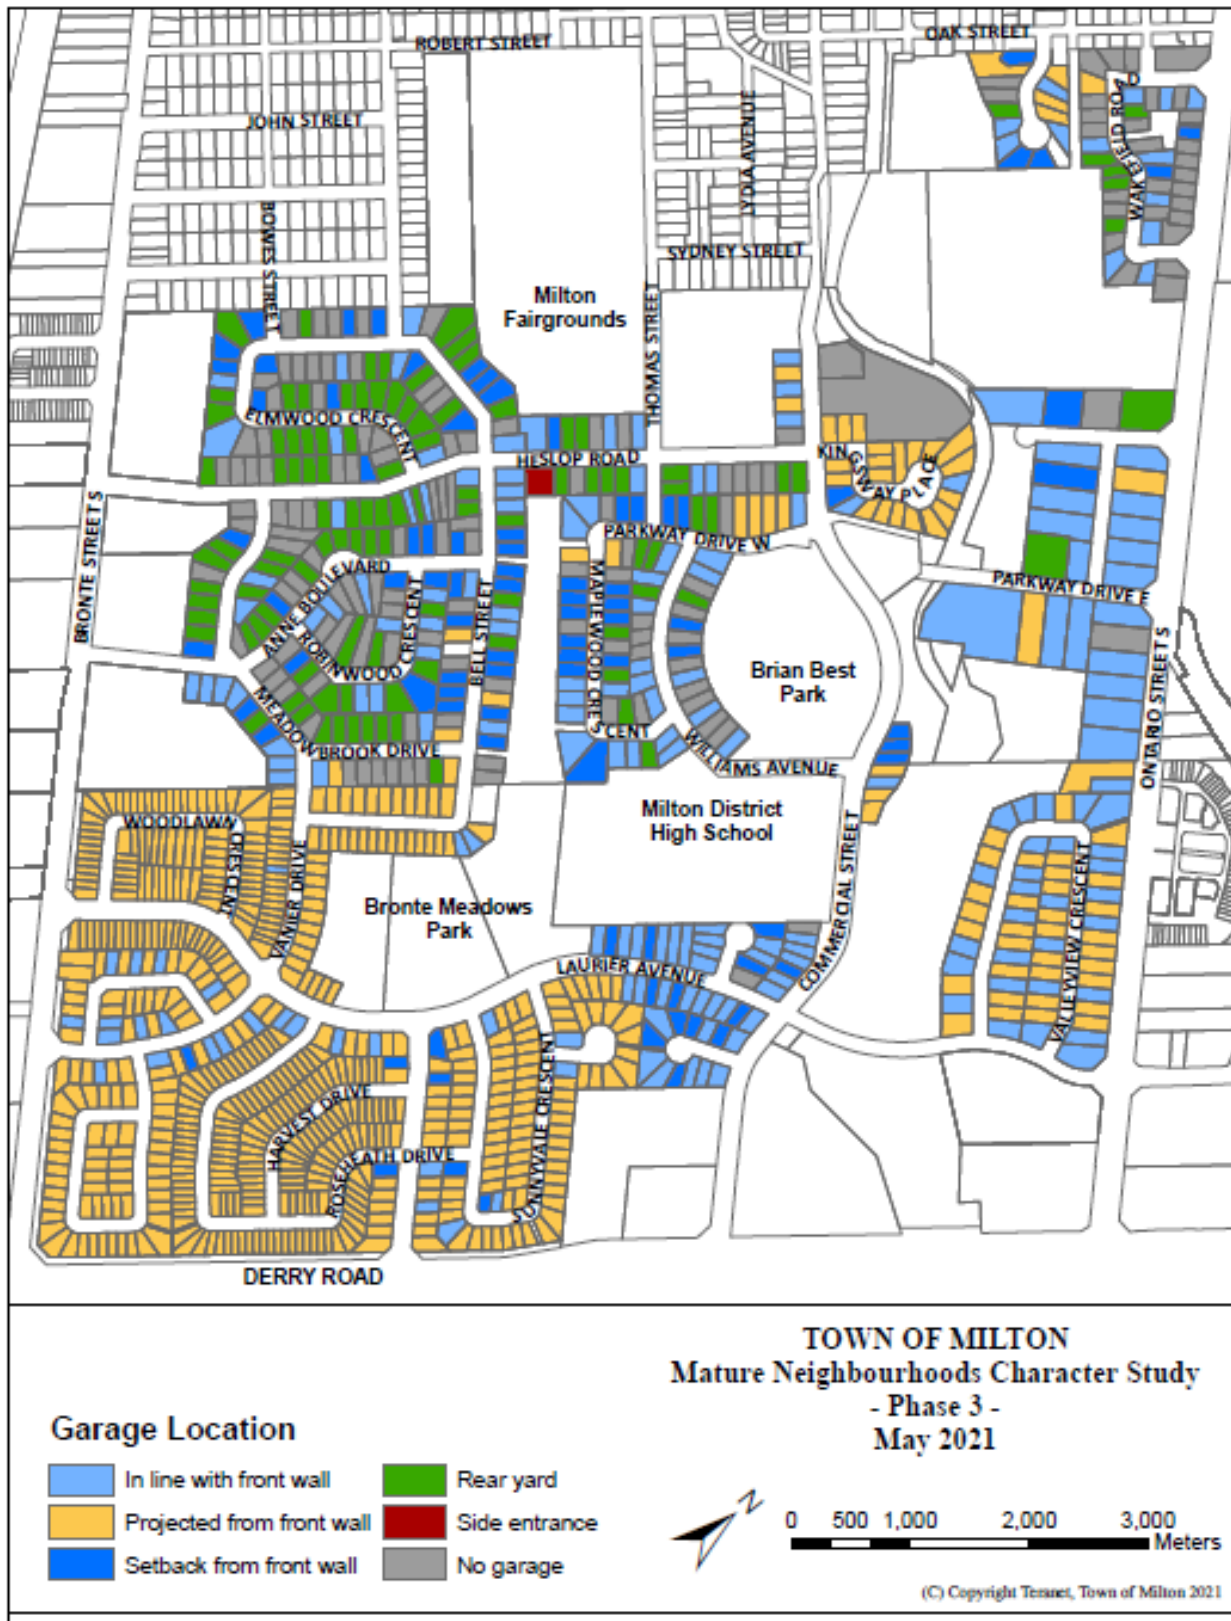 ROBERT STREET
OAK STREET
JOHN STREET
LYDIA AVENUE
WAKEFIELD ROAD
BOWES STREET
SYDNEY STREET
Milton
Fairgrounds
THOMAS STREET
ELMWOOD CRESCENT
HESLOP ROAD
KINGSWAY PLACE
BRONTE STREET S
PARKWAY DRIVE W
PARKWAY DRIVE E
ANNE BOULEVARD
ROBINWOOD CRESCENT
BELL STREET
MAPLEWOOD CRESCENT
Brian Best
Park
ONTARIO STREET S
MEADOWBROOK DRIVE
WILLIAMS AVENUE
Milton District
High School
WOODLAWN CRESCENT
VANIER DRIVE
COMMERCIAL STREET
VALLEYVIEW CRESCENT
Bronte Meadows
Park
LAURIER AVENUE
SUNNYVALE CRESCENT
HARVEST DRIVE
ROSEHEATH DRIVE
DERRY ROAD
TOWN OF MILTON
Mature Neighbourhoods Character Study
- Phase 3 -
May 2021
Garage Location
In line with front wall
Projected from front wall
Setback from front wall
Rear yard
Side entrance
No garage
N
0 500 1,000 2,000 3,000
Meters
(C) Copyright Teranet, Town of Milton 2021